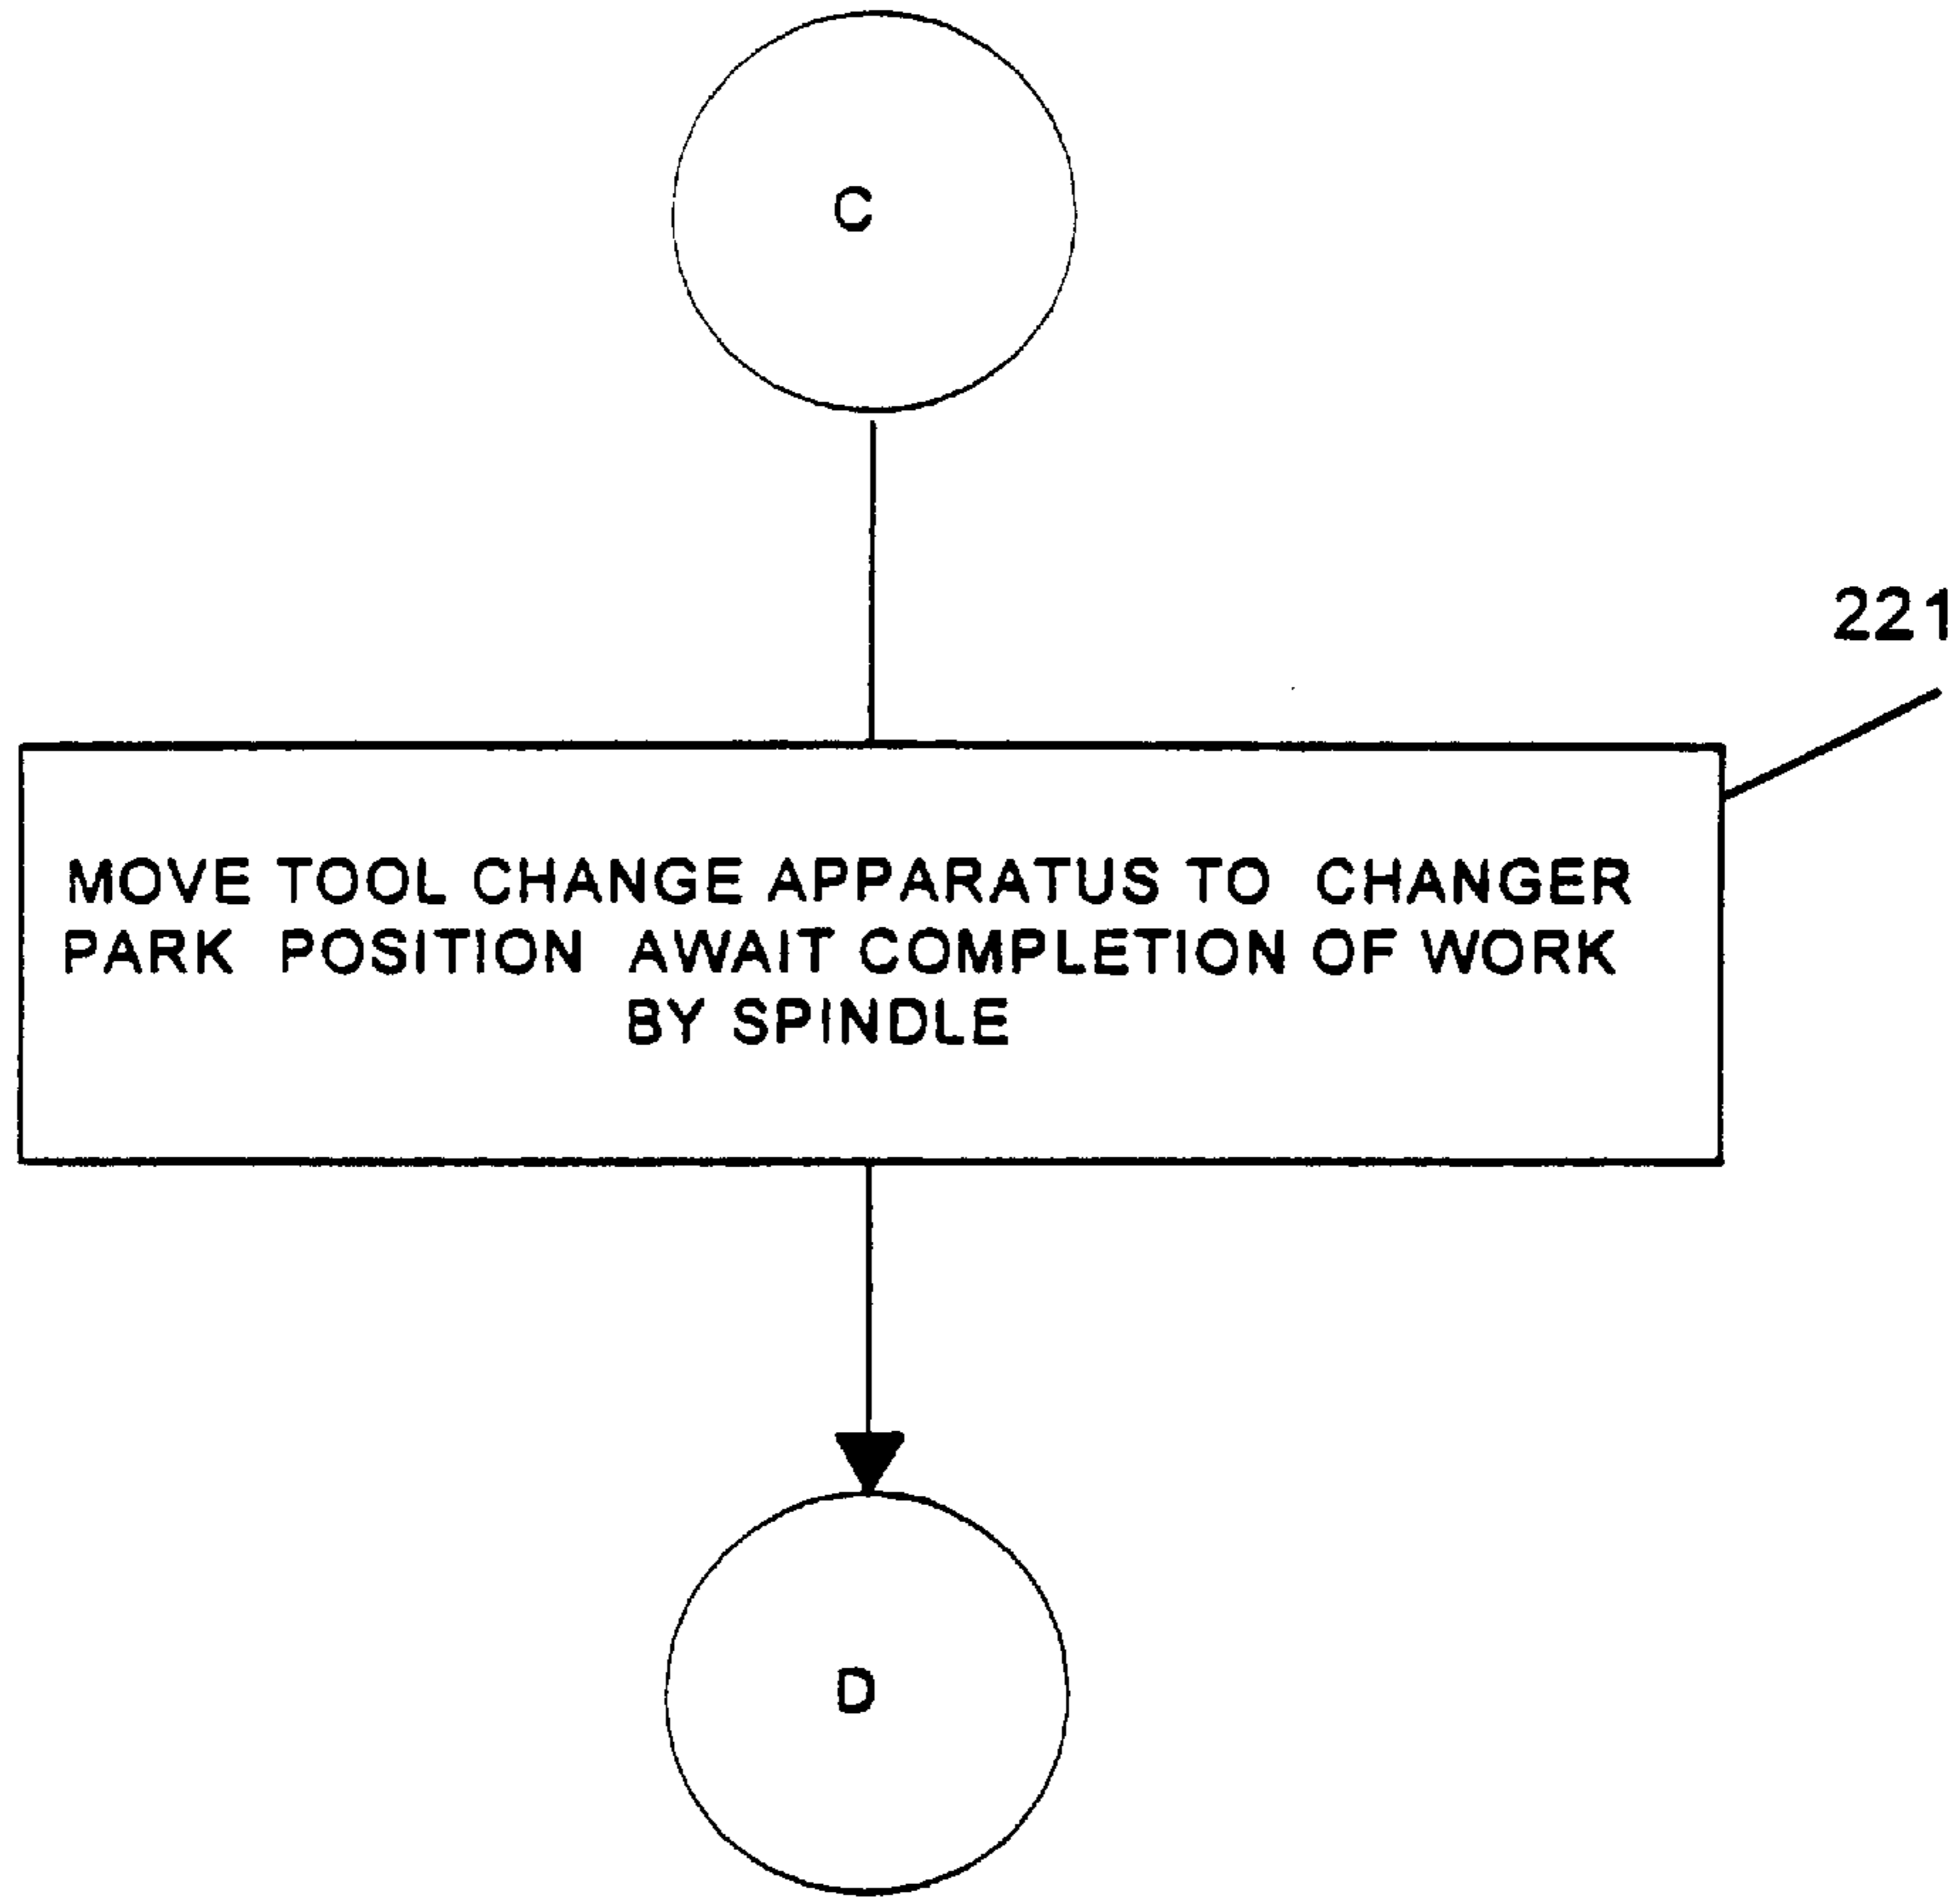 C
221
MOVE TOOL CHANGE APPARATUS TO CHANGER
PARK POSITION AWAIT COMPLETION OF WORK
BY SPINDLE
D